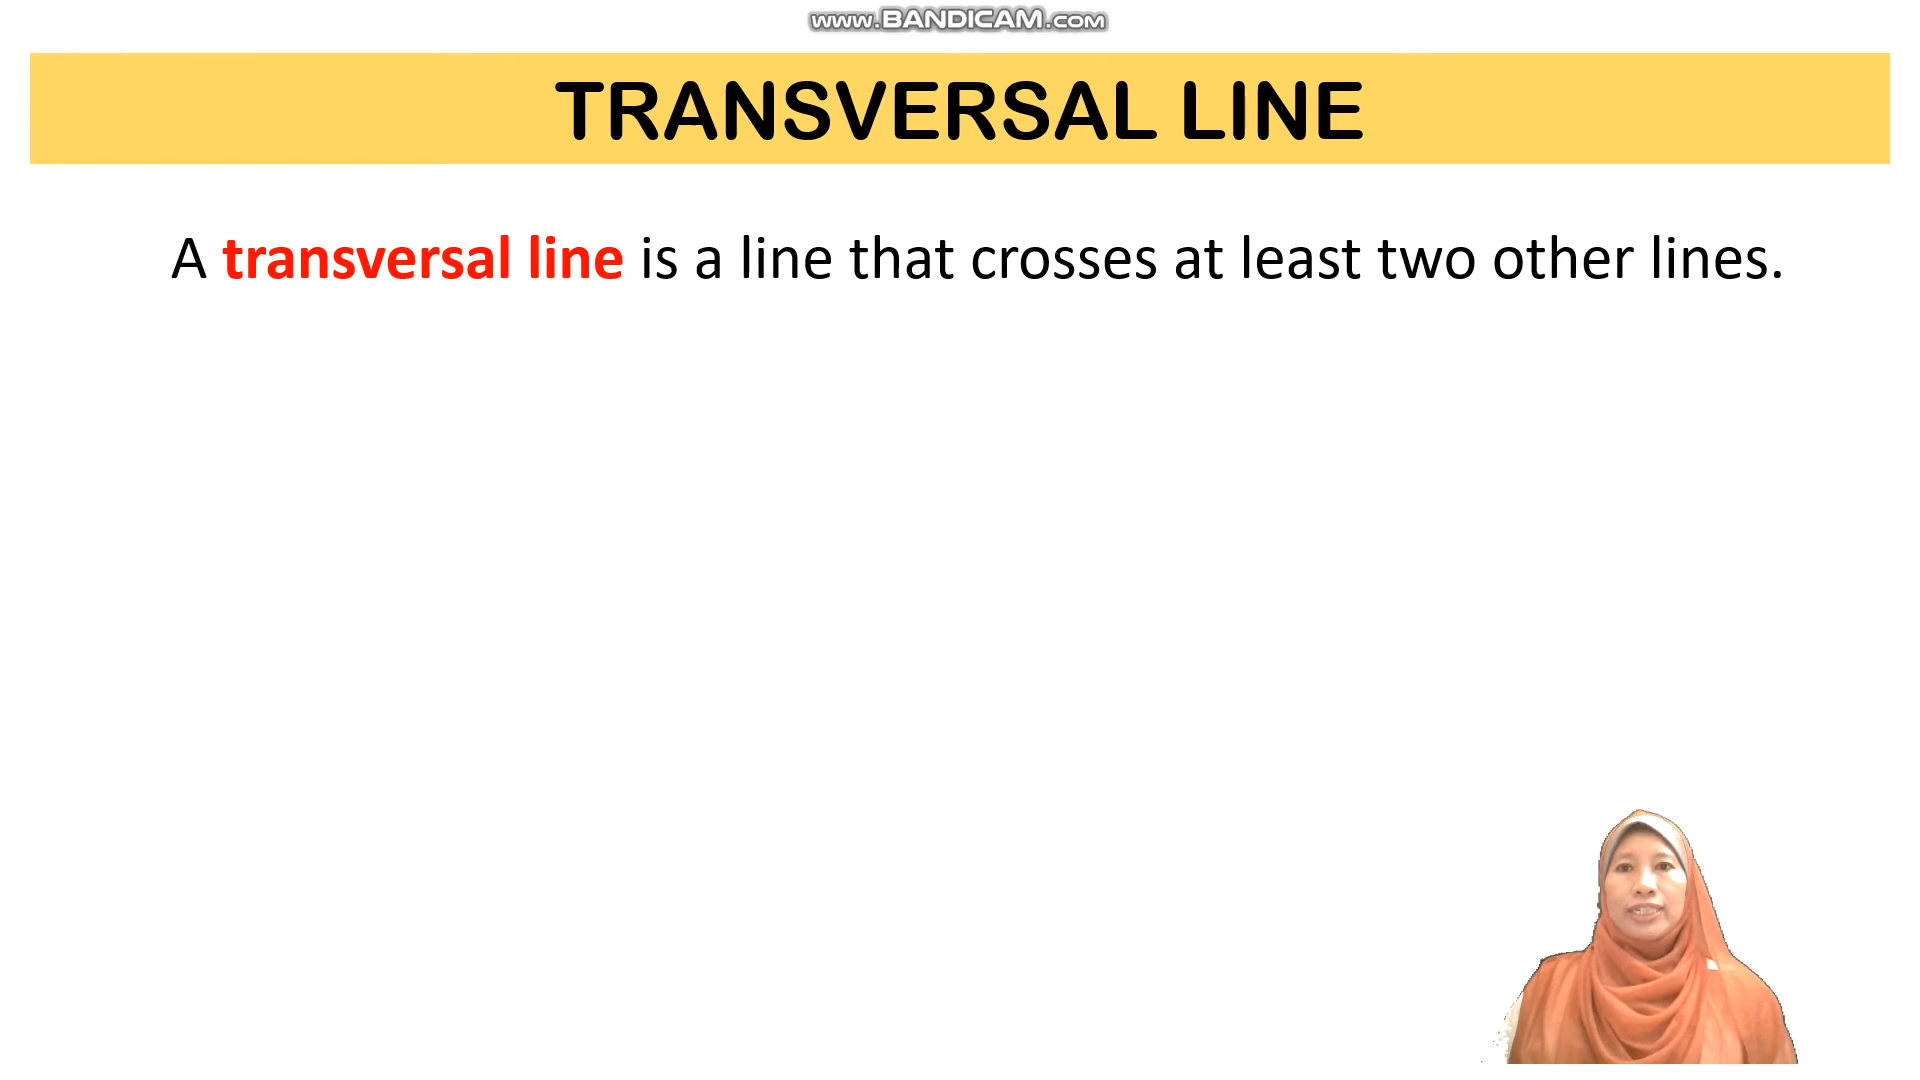 www.BANDICAM.com
TRANSVERSAL LINE
A transversal line is a line that crosses at least two other lines.